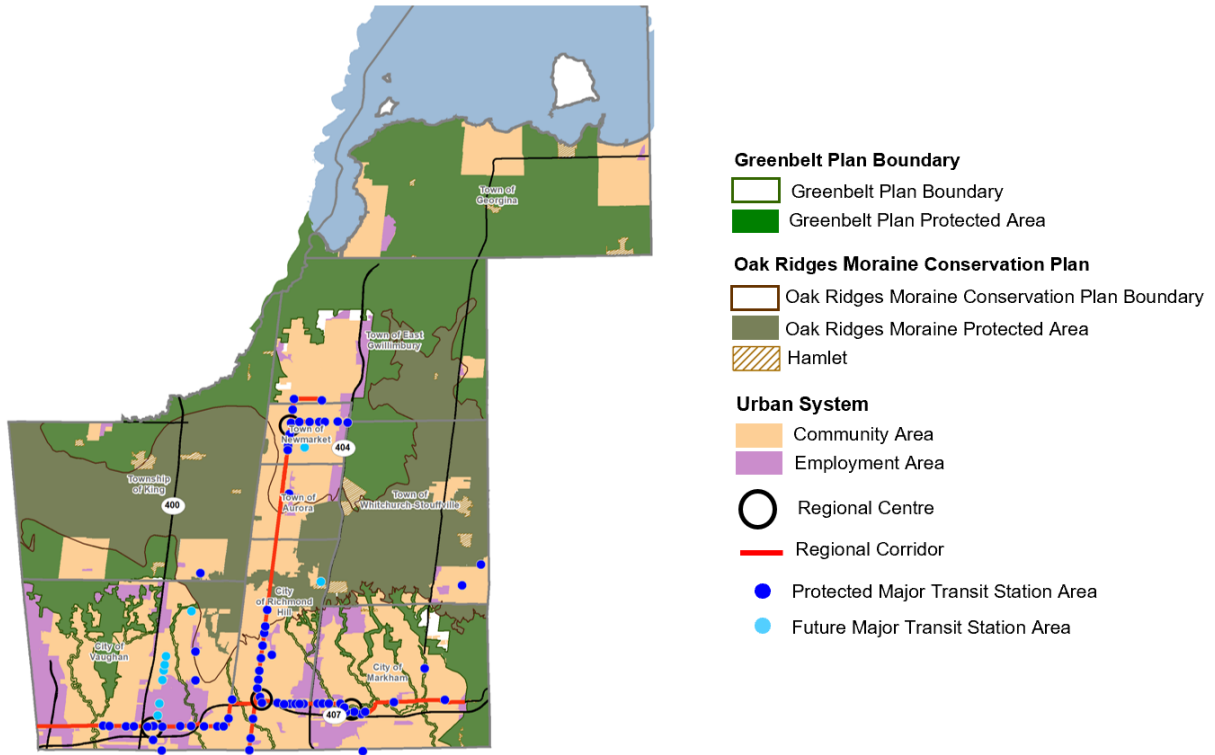 Town of
Georgina
Town of East
Gwillimbury
Town of
Newmarket
404
Township
of King
400
Town of
Aurora
Town of
Whitchurch-Stouffville
City
of Richmond
Hill
City of
Vaughan
City of
Markham
407
Greenbelt Plan Boundary
Greenbelt Plan Boundary
Greenbelt Plan Protected Area
Oak Ridges Moraine Conservation Plan
Oak Ridges Moraine Conservation Plan Boundary
Oak Ridges Moraine Protected Area
Hamlet
Urban System
Community Area
Employment Area
Regional Centre
Regional Corridor
Protected Major Transit Station Area
Future Major Transit Station Area